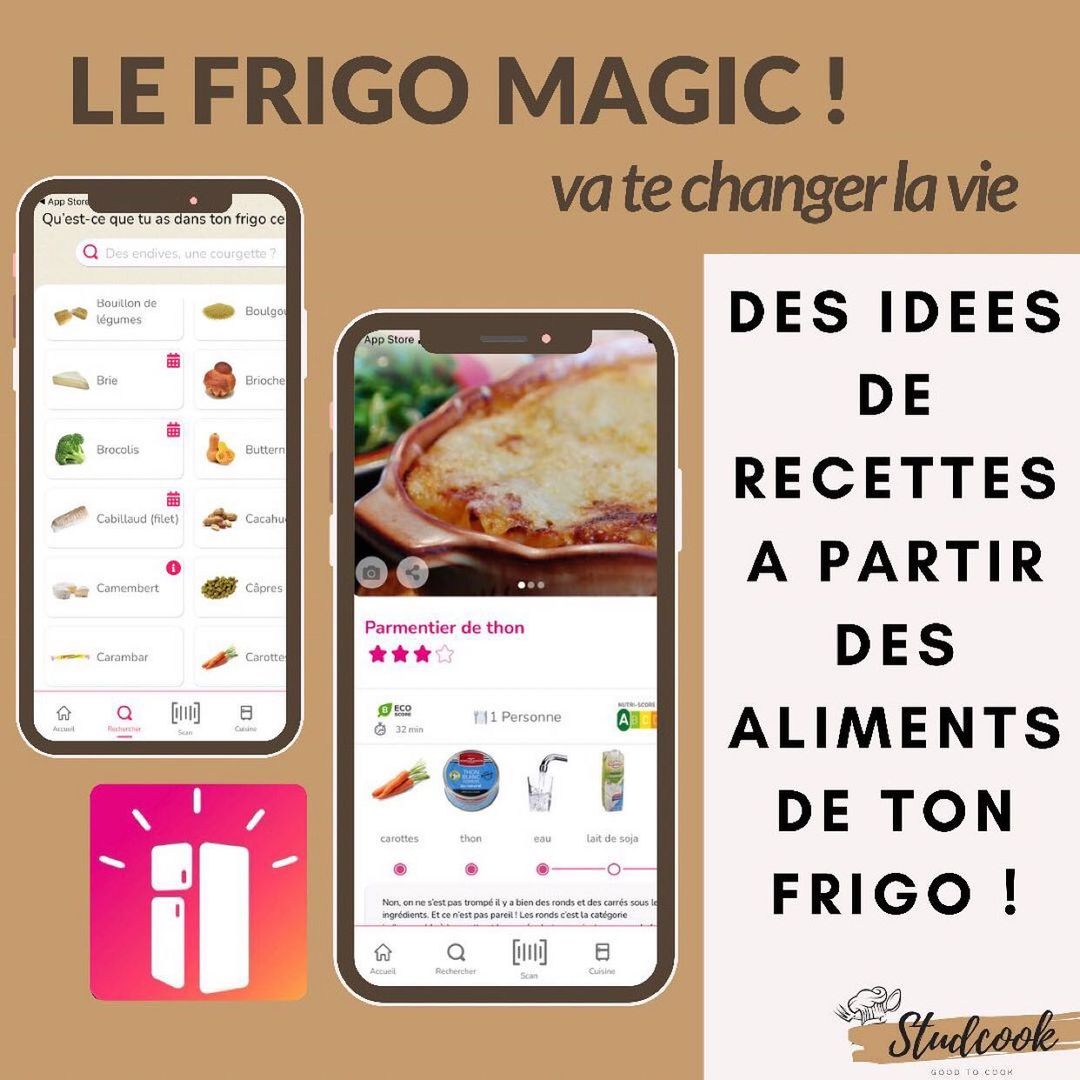 LE FRIGO MAGIC !
va te changer la vie
App Store
Qu'est-ce que tu as dans ton frigo ce
Des endives, une courgette ?
Bouillon de
légumes
Boulgou
Brie
Brioche
Brocolis
Buttern
Cabillaud (filet)
Cacahu
Camembert
Câpres
Carambar
Carottes
Accueil
Rechercher
Scan
Cuisine
App Store
Parmentier de thon
ECO
SCORE
32 min
1 Personne
NUTRI-SCORE
A B C D
THON
BLANC
carottes
thon
eau
lait de soja
Non, on ne s'est pas trompé il y a bien des ronds et des carrés sous le
ingrédients. Et ce n'est pas pareil ! Les ronds c'est la catégorie
Accueil
Rechercher
Scan
Cuisine
DES IDEES
DE
RECETTES
A PARTIR
DES
ALIMENTS
DE TON
FRIGO !
Studcook
GOOD TO COOK